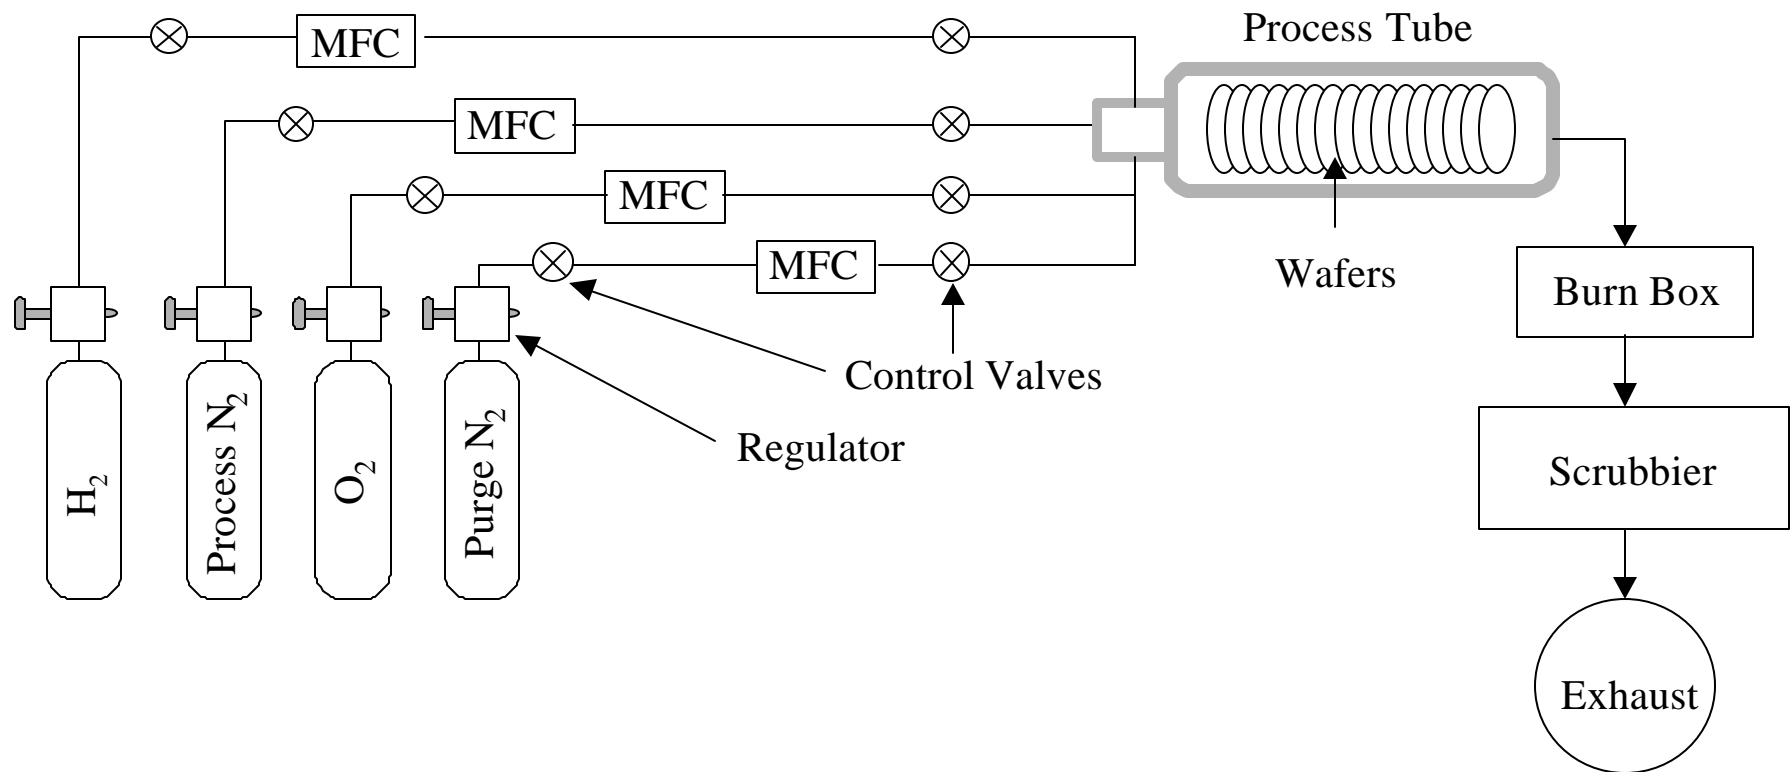 Process Tube
MFC
MFC
MFC
MFC
Wafers
Burn Box
Control Valves
Regulator
H2
Process N2
O2
Purge N2
Scrubbier
Exhaust